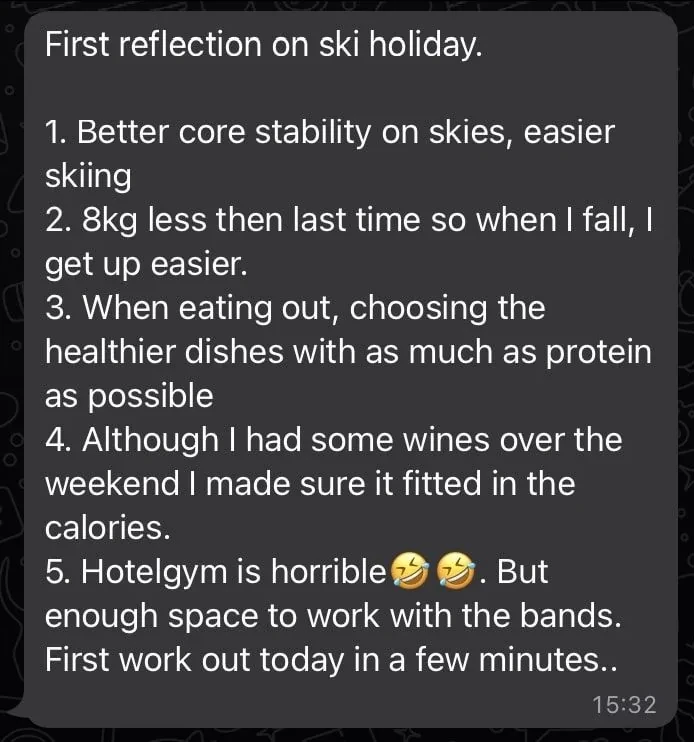 First reflection on ski holiday.
1. Better core stability on skies, easier
skiing
2. 8kg less then last time so when I fall, I
get up easier.
3. When eating out, choosing the
healthier dishes with as much as protein
as possible
4. Although I had some wines over the
weekend I made sure it fitted in the
calories.
5. Hotelgym is horrible🤣🤣. But
enough space to work with the bands.
First work out today in a few minutes..
15:32